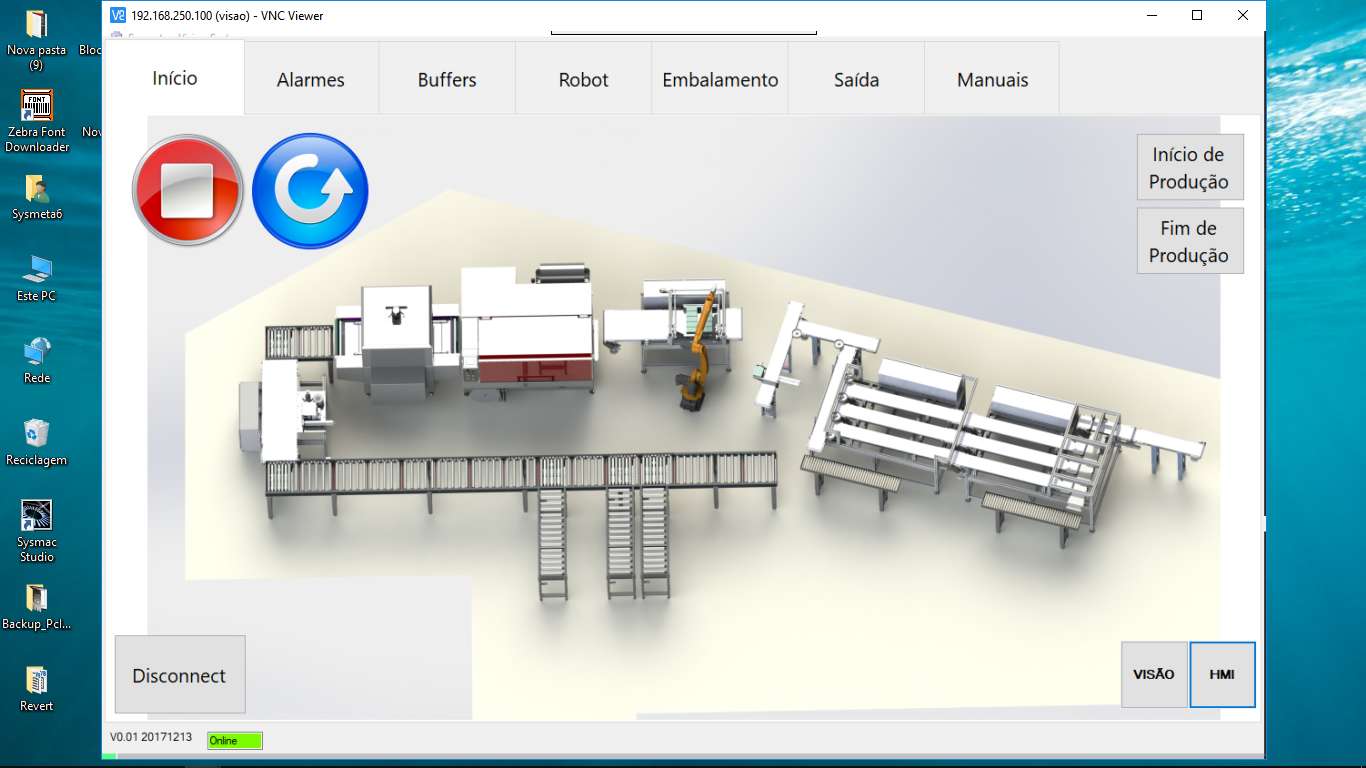 192.168.250.100 (visao) - VNC Viewer
Nova pasta
(9)
Bloc
Zebra Font
Downloader
FONT
Nov
Sysmeta6
Este PC
Rede
Reciclagem
Sysmac
Studio
Backup_Pcl...
Revert
Início
Alarmes
Buffers
Robot
Embalamento
Saída
Manuais
Início de
Produção
Fim de
Produção
Disconnect
VISÃO
HMI
V0.01 20171213
Online